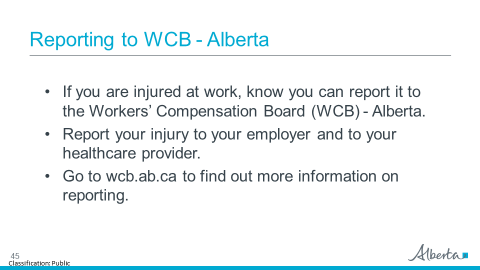 Reporting to WCB - Alberta
• If you are injured at work, know you can report it to
the Workers’ Compensation Board (WCB) - Alberta.
• Report your injury to your employer and to your
healthcare provider.
• Go to wcb.ab.ca to find out more information on
reporting.
45
Classification: Public
Alberta